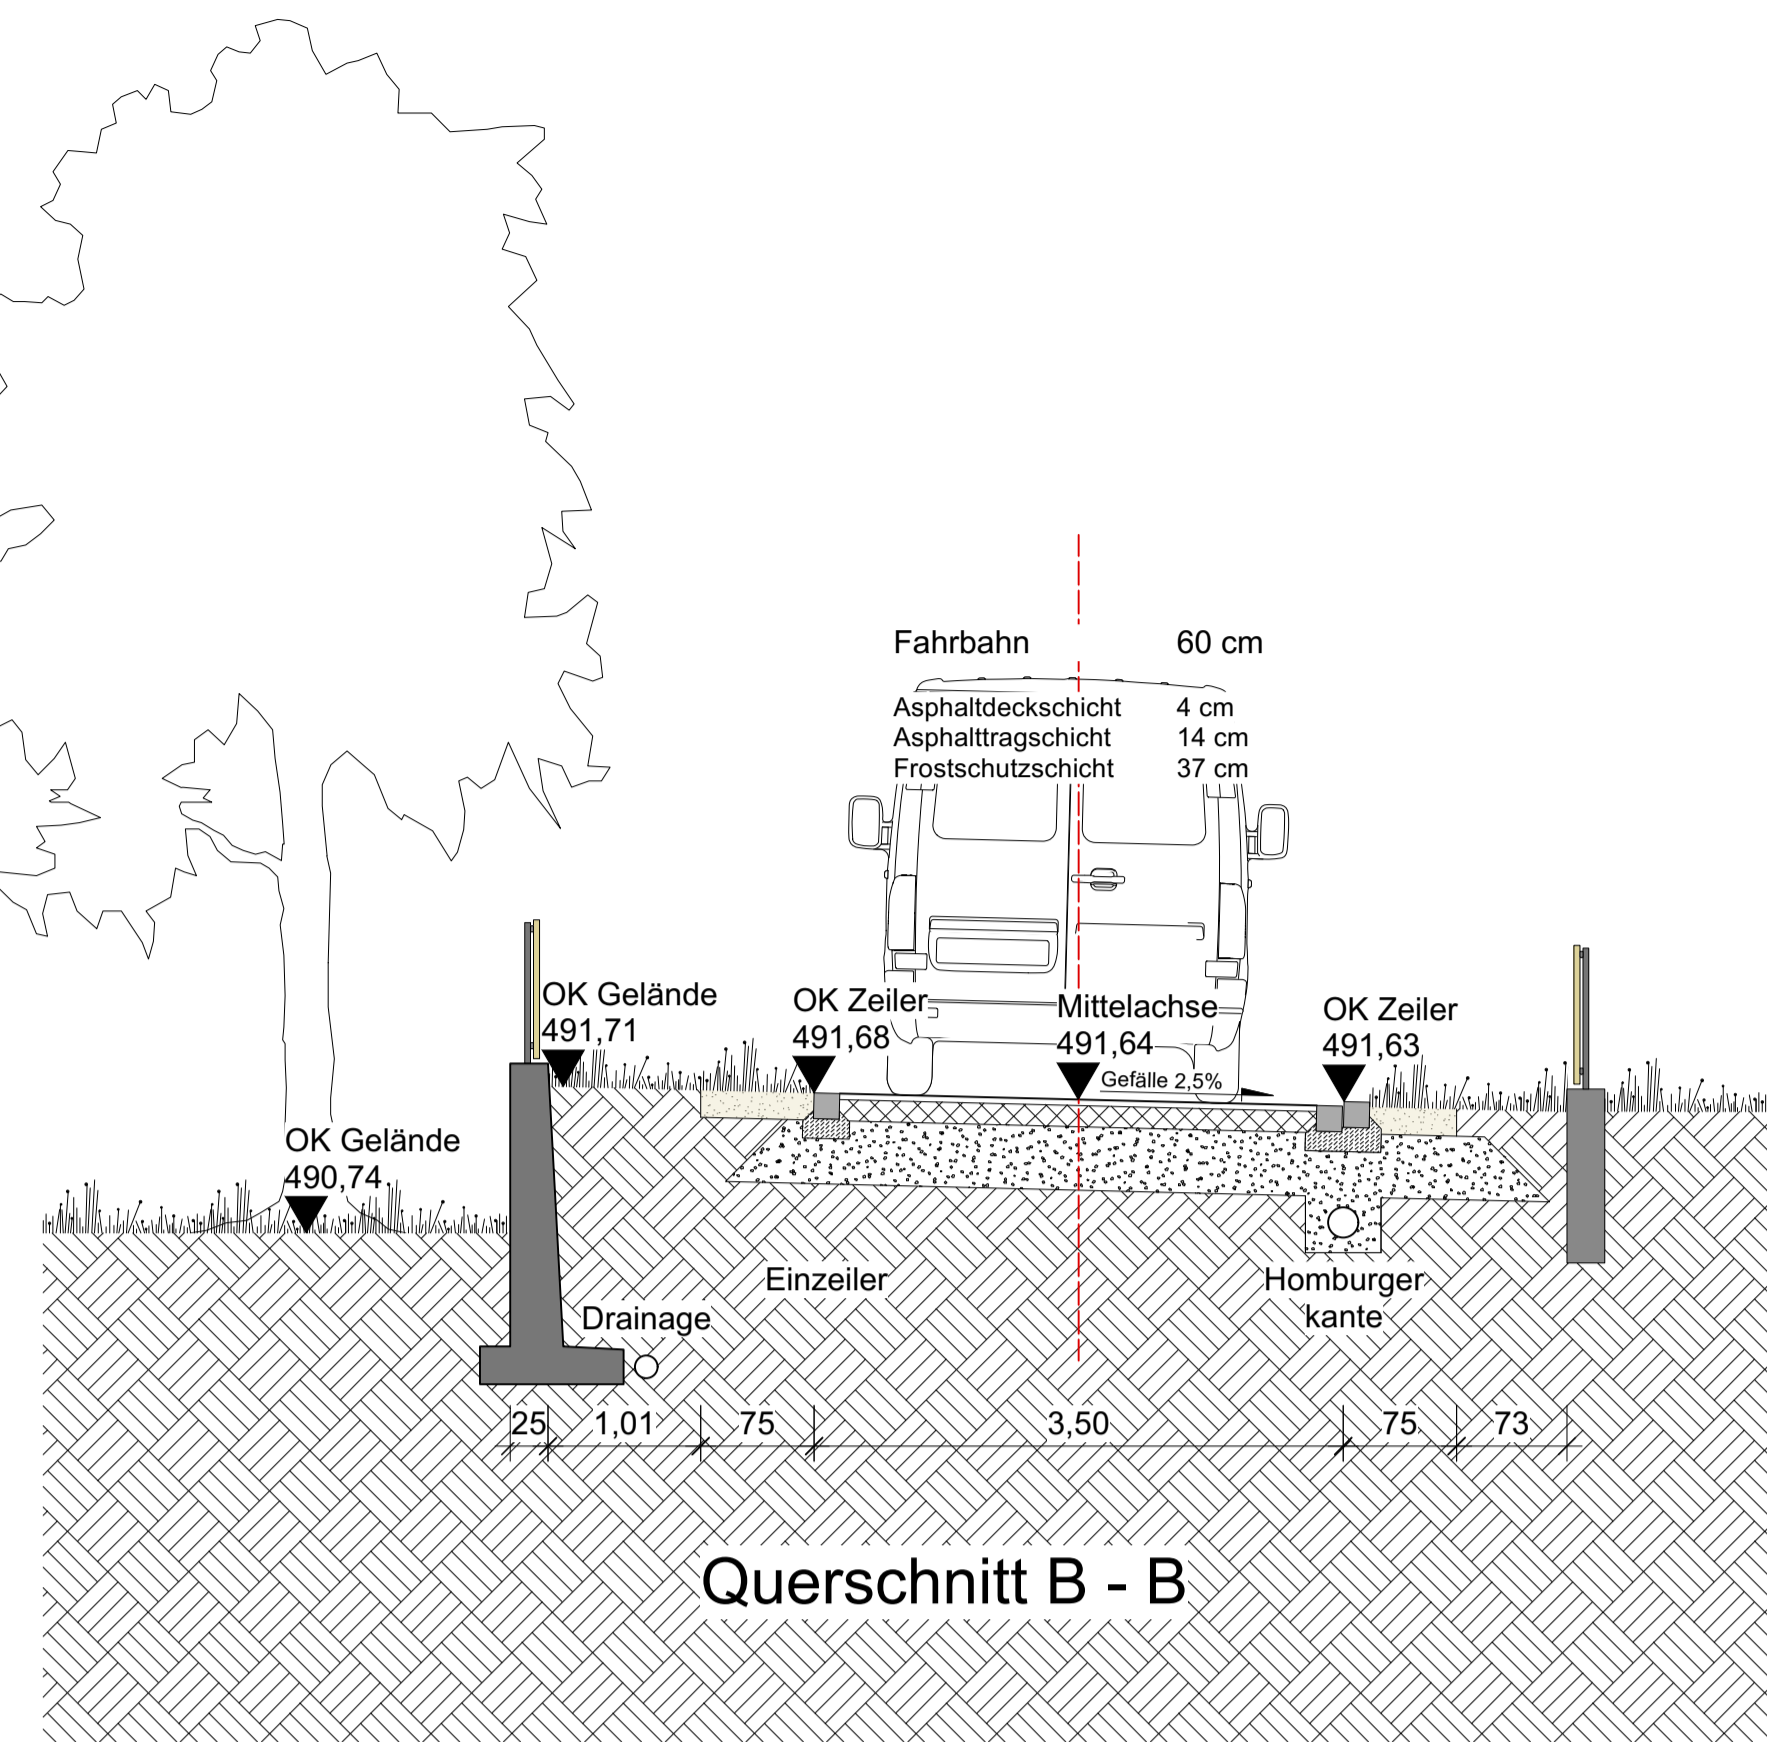 Fahrbahn 60 cm
Asphaltdeckschicht 4 cm
Asphalttragschicht 14 cm
Frostschutzschicht 37 cm
OK Gelände
491,71
OK Zeiler
491,68
Mittelachse
491,64
OK Zeiler
491,63
Gefälle 2,5%
OK Gelände
490,74
Einzeiler
Homburger
kante
Drainage
25 1,01 75 3,50 75 73
Querschnitt B - B